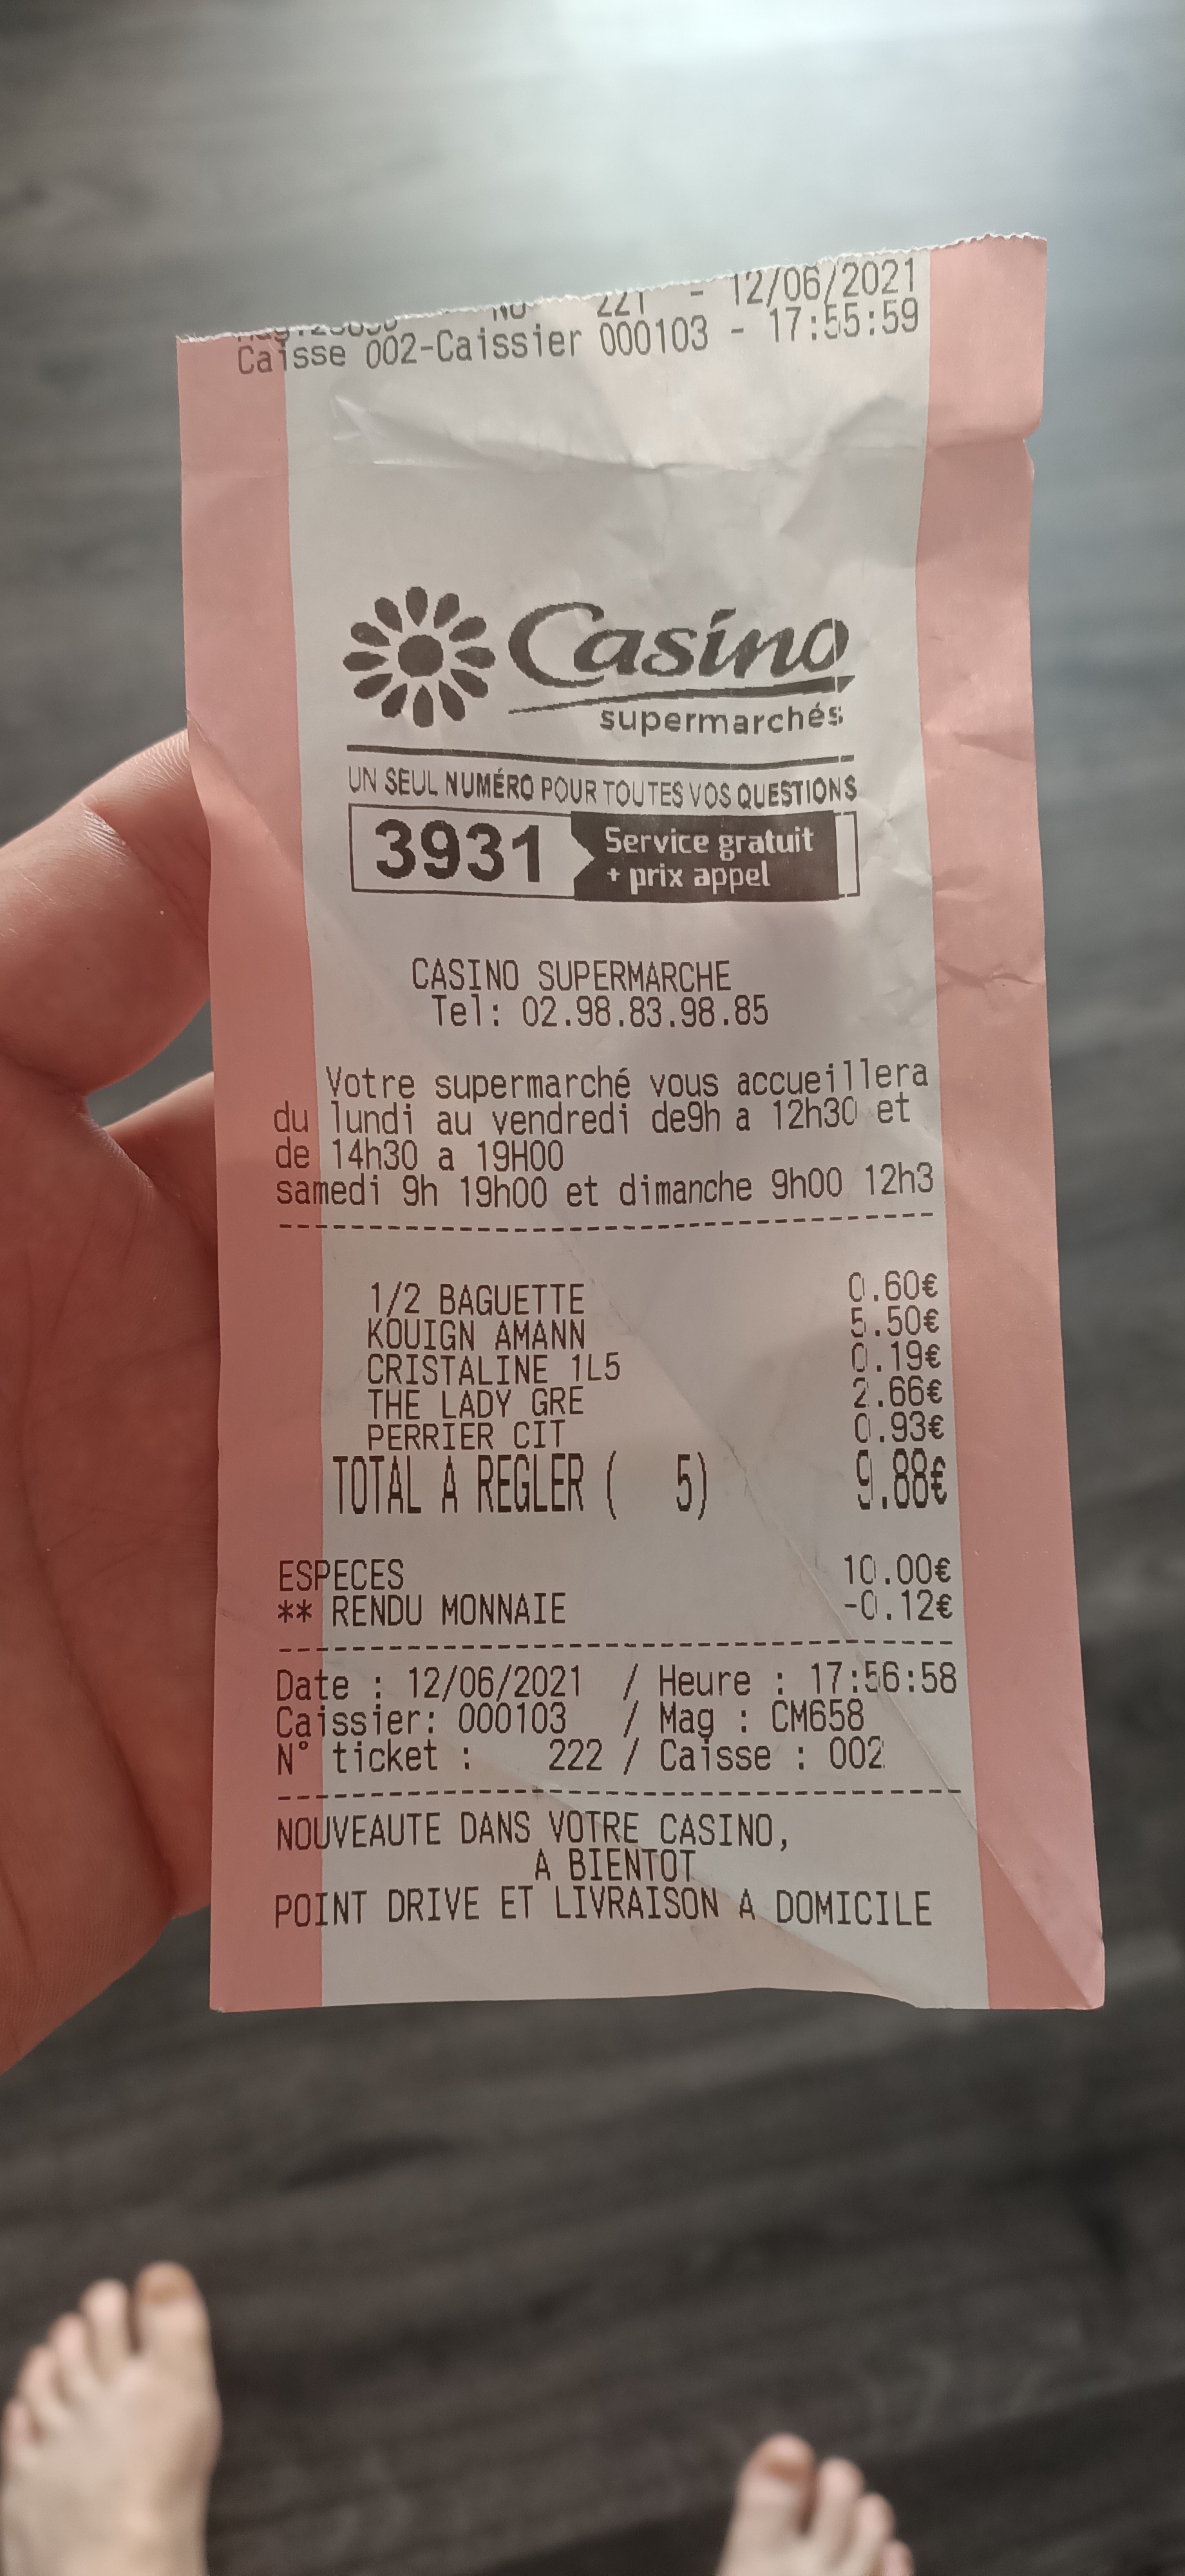 221 - 12/06/2021
Caisse 002-Caissier 000103 - 17:55:59
Casino
supermarchés
UN SEUL NUMÉRO POUR TOUTES VOS QUESTIONS
3931 Service gratuit
+ prix appel
CASINO SUPERMARCHE
Tel: 02.98.83.98.85
Votre supermarché vous accueillera
du lundi au vendredi de9h a 12h30 et
de 14h30 a 19H00
samedi 9h 19h00 et dimanche 9h00 12h3
1/2 BAGUETTE 0.60€
KOUIGN AMANN 5.50€
CRISTALINE 1L5 0.19€
THE LADY GRE 2.66€
PERRIER CIT 0.93€
TOTAL A REGLER ( 5) 9.88€
ESPECES 10.00€
** RENDU MONNAIE -0.12€
Date : 12/06/2021 / Heure : 17:56:58
Caissier: 000103 / Mag : CM658
N° ticket : 222 / Caisse : 002
NOUVEAUTE DANS VOTRE CASINO,
A BIENTOT
POINT DRIVE ET LIVRAISON A DOMICILE